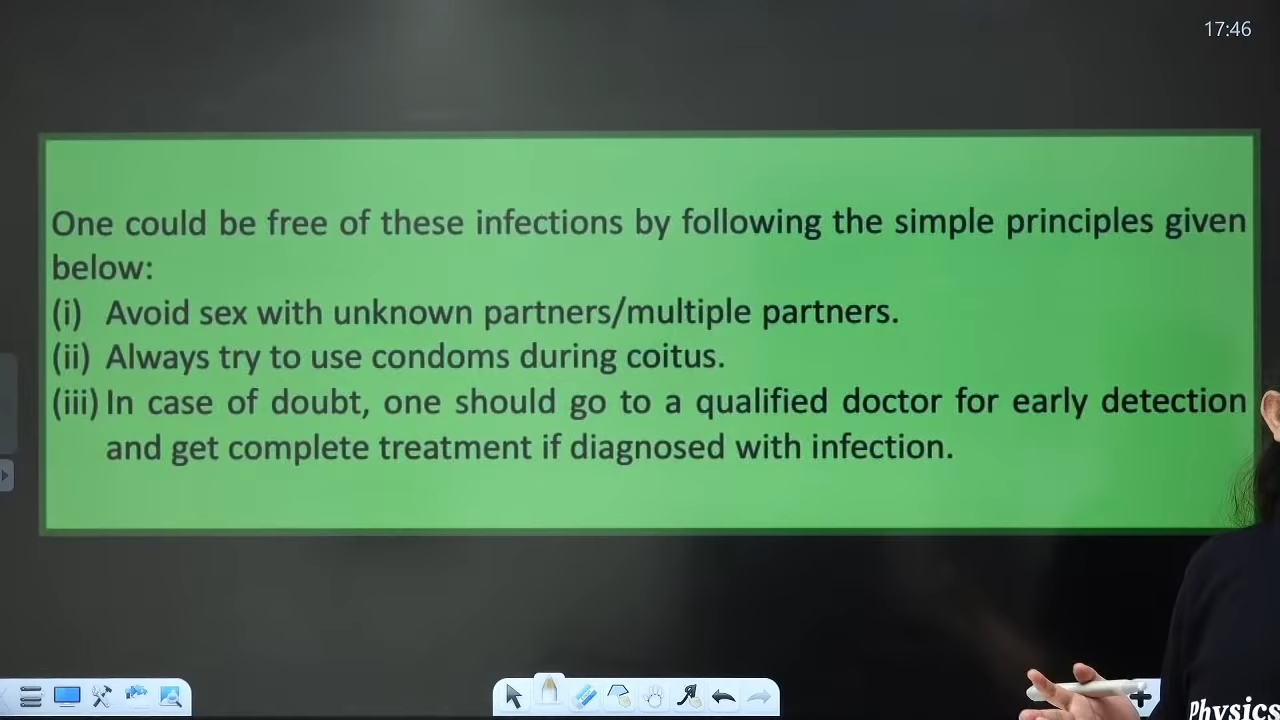 17:46
One could be free of these infections by following the simple principles given
below:
(i) Avoid sex with unknown partners/multiple partners.
(ii) Always try to use condoms during coitus.
(iii) In case of doubt, one should go to a qualified doctor for early detection
and get complete treatment if diagnosed with infection.
Physics